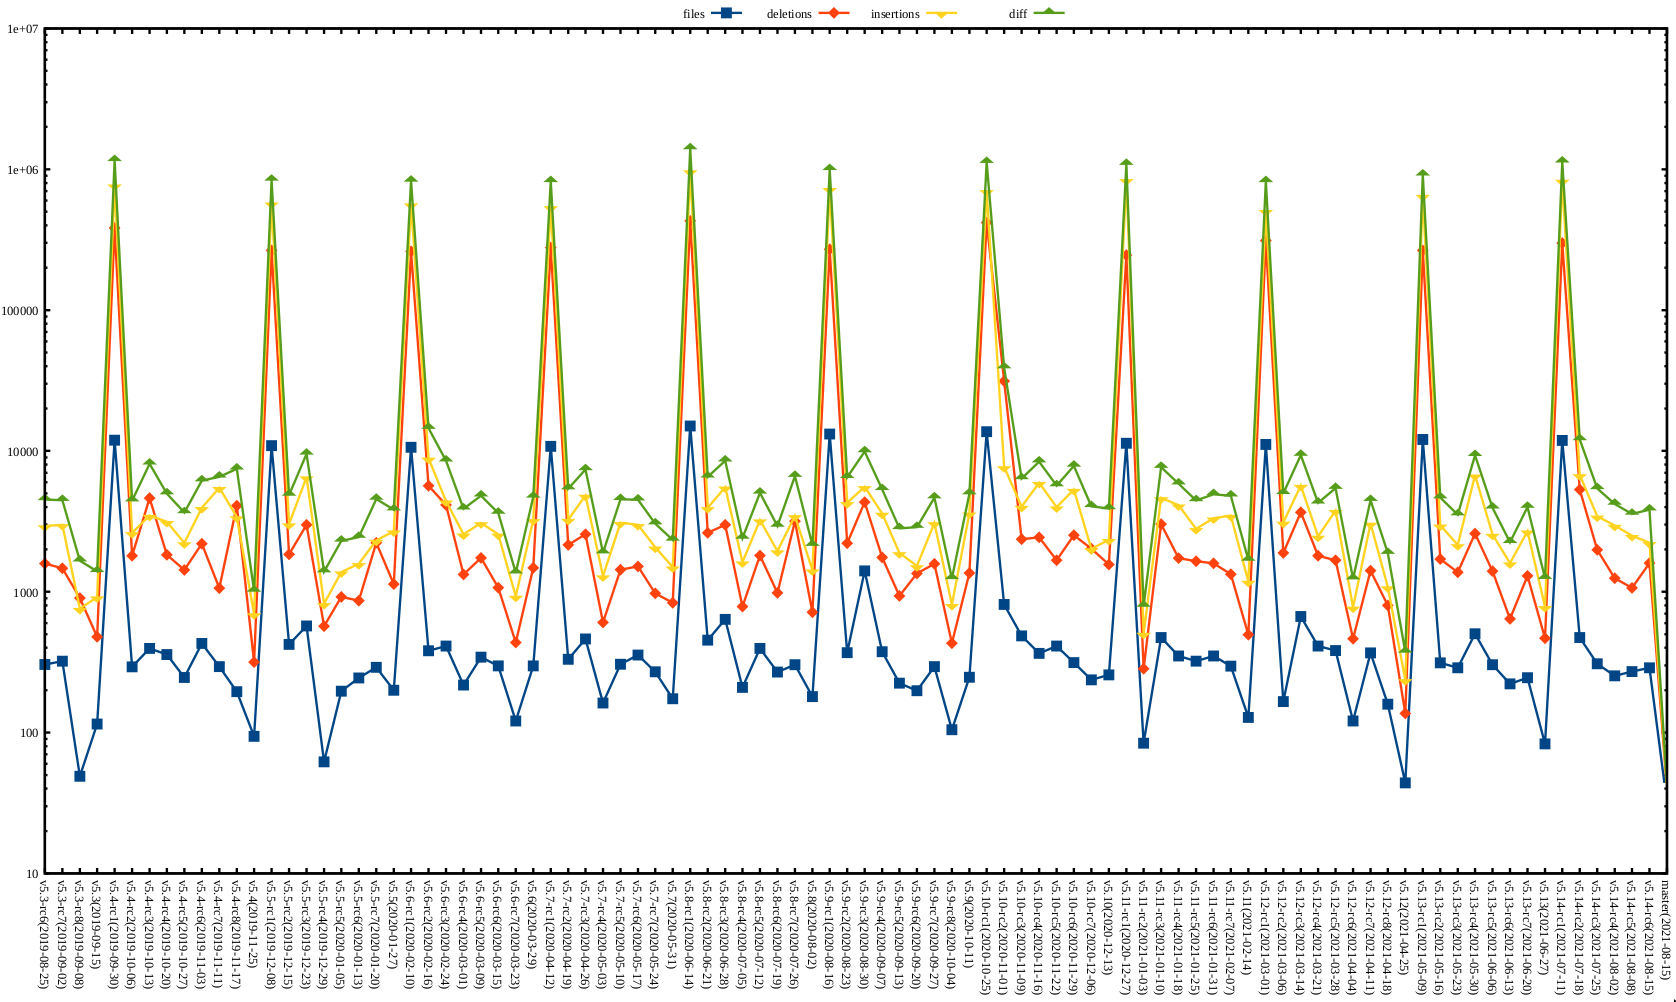 files
deletions
insertions
diff
1e+07
1e+06
100000
10000
1000
100
10
v5.3-rc6(2019-08-25)
v5.3-rc7(2019-09-02)
v5.3-rc8(2019-09-08)
v5.3(2019-09-15)
v5.4-rc1(2019-09-30)
v5.4-rc2(2019-10-06)
v5.4-rc3(2019-10-13)
v5.4-rc4(2019-10-20)
v5.4-rc5(2019-10-27)
v5.4-rc6(2019-11-03)
v5.4-rc7(2019-11-11)
v5.4-rc8(2019-11-17)
v5.4(2019-11-25)
v5.5-rc1(2019-12-08)
v5.5-rc2(2019-12-15)
v5.5-rc3(2019-12-23)
v5.5-rc4(2019-12-29)
v5.5-rc5(2020-01-05)
v5.5-rc6(2020-01-13)
v5.5-rc7(2020-01-20)
v5.5(2020-01-27)
v5.6-rc1(2020-02-10)
v5.6-rc2(2020-02-16)
v5.6-rc3(2020-02-24)
v5.6-rc4(2020-03-01)
v5.6-rc5(2020-03-09)
v5.6-rc6(2020-03-15)
v5.6-rc7(2020-03-23)
v5.6(2020-03-29)
v5.7-rc1(2020-04-12)
v5.7-rc2(2020-04-19)
v5.7-rc3(2020-04-26)
v5.7-rc4(2020-05-03)
v5.7-rc5(2020-05-10)
v5.7-rc6(2020-05-17)
v5.7-rc7(2020-05-24)
v5.7(2020-05-31)
v5.8-rc1(2020-06-14)
v5.8-rc2(2020-06-21)
v5.8-rc3(2020-06-28)
v5.8-rc4(2020-07-05)
v5.8-rc5(2020-07-12)
v5.8-rc6(2020-07-19)
v5.8-rc7(2020-07-26)
v5.8(2020-08-02)
v5.9-rc1(2020-08-16)
v5.9-rc2(2020-08-23)
v5.9-rc3(2020-08-30)
v5.9-rc4(2020-09-07)
v5.9-rc5(2020-09-13)
v5.9-rc6(2020-09-20)
v5.9-rc7(2020-09-27)
v5.9-rc8(2020-10-04)
v5.9(2020-10-11)
v5.10-rc1(2020-10-25)
v5.10-rc2(2020-11-01)
v5.10-rc3(2020-11-09)
v5.10-rc4(2020-11-16)
v5.10-rc5(2020-11-22)
v5.10-rc6(2020-11-29)
v5.10-rc7(2020-12-06)
v5.10(2020-12-13)
v5.11-rc1(2020-12-27)
v5.11-rc2(2021-01-03)
v5.11-rc3(2021-01-10)
v5.11-rc4(2021-01-18)
v5.11-rc5(2021-01-25)
v5.11-rc6(2021-01-31)
v5.11-rc7(2021-02-07)
v5.11(2021-02-14)
v5.12-rc1(2021-03-01)
v5.12-rc2(2021-03-06)
v5.12-rc3(2021-03-14)
v5.12-rc4(2021-03-21)
v5.12-rc5(2021-03-28)
v5.12-rc6(2021-04-04)
v5.12-rc7(2021-04-11)
v5.12-rc8(2021-04-18)
v5.12(2021-04-25)
v5.13-rc1(2021-05-09)
v5.13-rc2(2021-05-16)
v5.13-rc3(2021-05-23)
v5.13-rc4(2021-05-30)
v5.13-rc5(2021-06-06)
v5.13-rc6(2021-06-13)
v5.13-rc7(2021-06-20)
v5.13(2021-06-27)
v5.14-rc1(2021-07-11)
v5.14-rc2(2021-07-18)
v5.14-rc3(2021-07-25)
v5.14-rc4(2021-08-02)
v5.14-rc5(2021-08-08)
v5.14-rc6(2021-08-15)
master(2021-08-15)